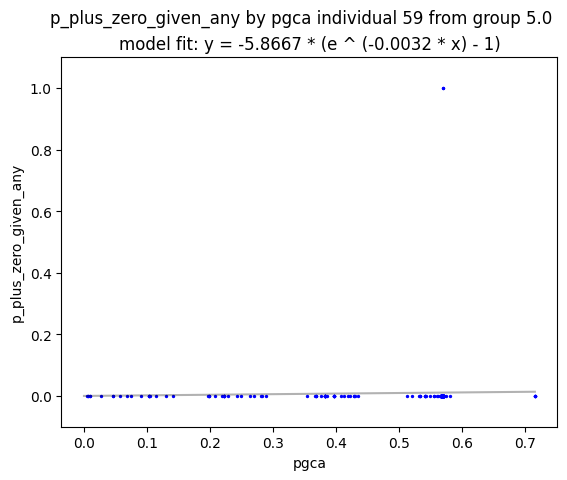 p_plus_zero_given_any by pgca individual 59 from group 5.0
model fit: y = -5.8667 * (e ^ (-0.0032 * x) - 1)
1.0
0.8
0.6
0.4
0.2
0.0
p_plus_zero_given_any
0.0 0.1 0.2 0.3 0.4 0.5 0.6 0.7
pgca